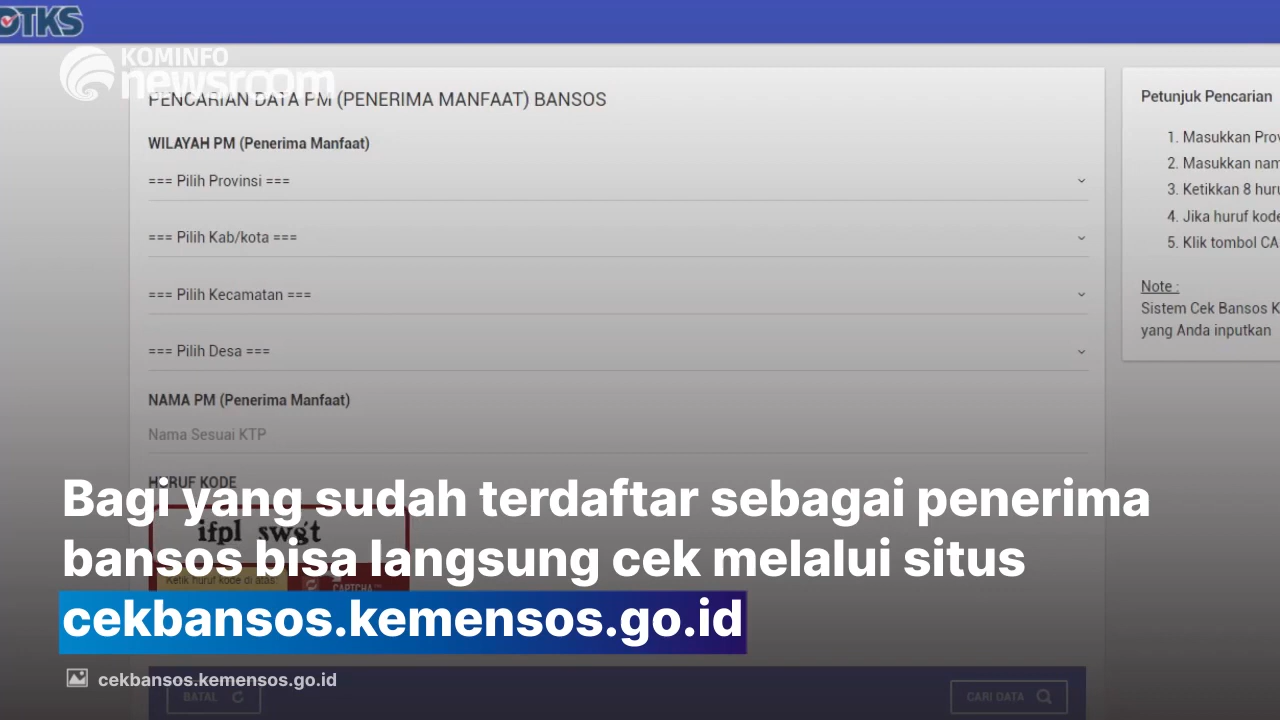 DTKS
KOMINFO
newsroom
PENCARIAN DATA PM (PENERIMA MANFAAT) BANSOS
WILAYAH PM (Penerima Manfaat)
=== Pilih Provinsi ===
=== Pilih Kab/kota ===
=== Pilih Kecamatan ===
=== Pilih Desa ===
NAMA PM (Penerima Manfaat)
Nama Sesuai KTP
HURUF KODE
ifpl swgt
Ketik huruf kode di atas:
CAPTCHA
BATAL
CARI DATA
Petunjuk Pencarian
1. Masukkan Prov
2. Masukkan nam
3. Ketikkan 8 huru
4. Jika huruf kode
5. Klik tombol CA
Note :
Sistem Cek Bansos K
yang Anda inputkan
Bagi yang sudah terdaftar sebagai penerima
bansos bisa langsung cek melalui situs
cekbansos.kemensos.go.id
cekbansos.kemensos.go.id